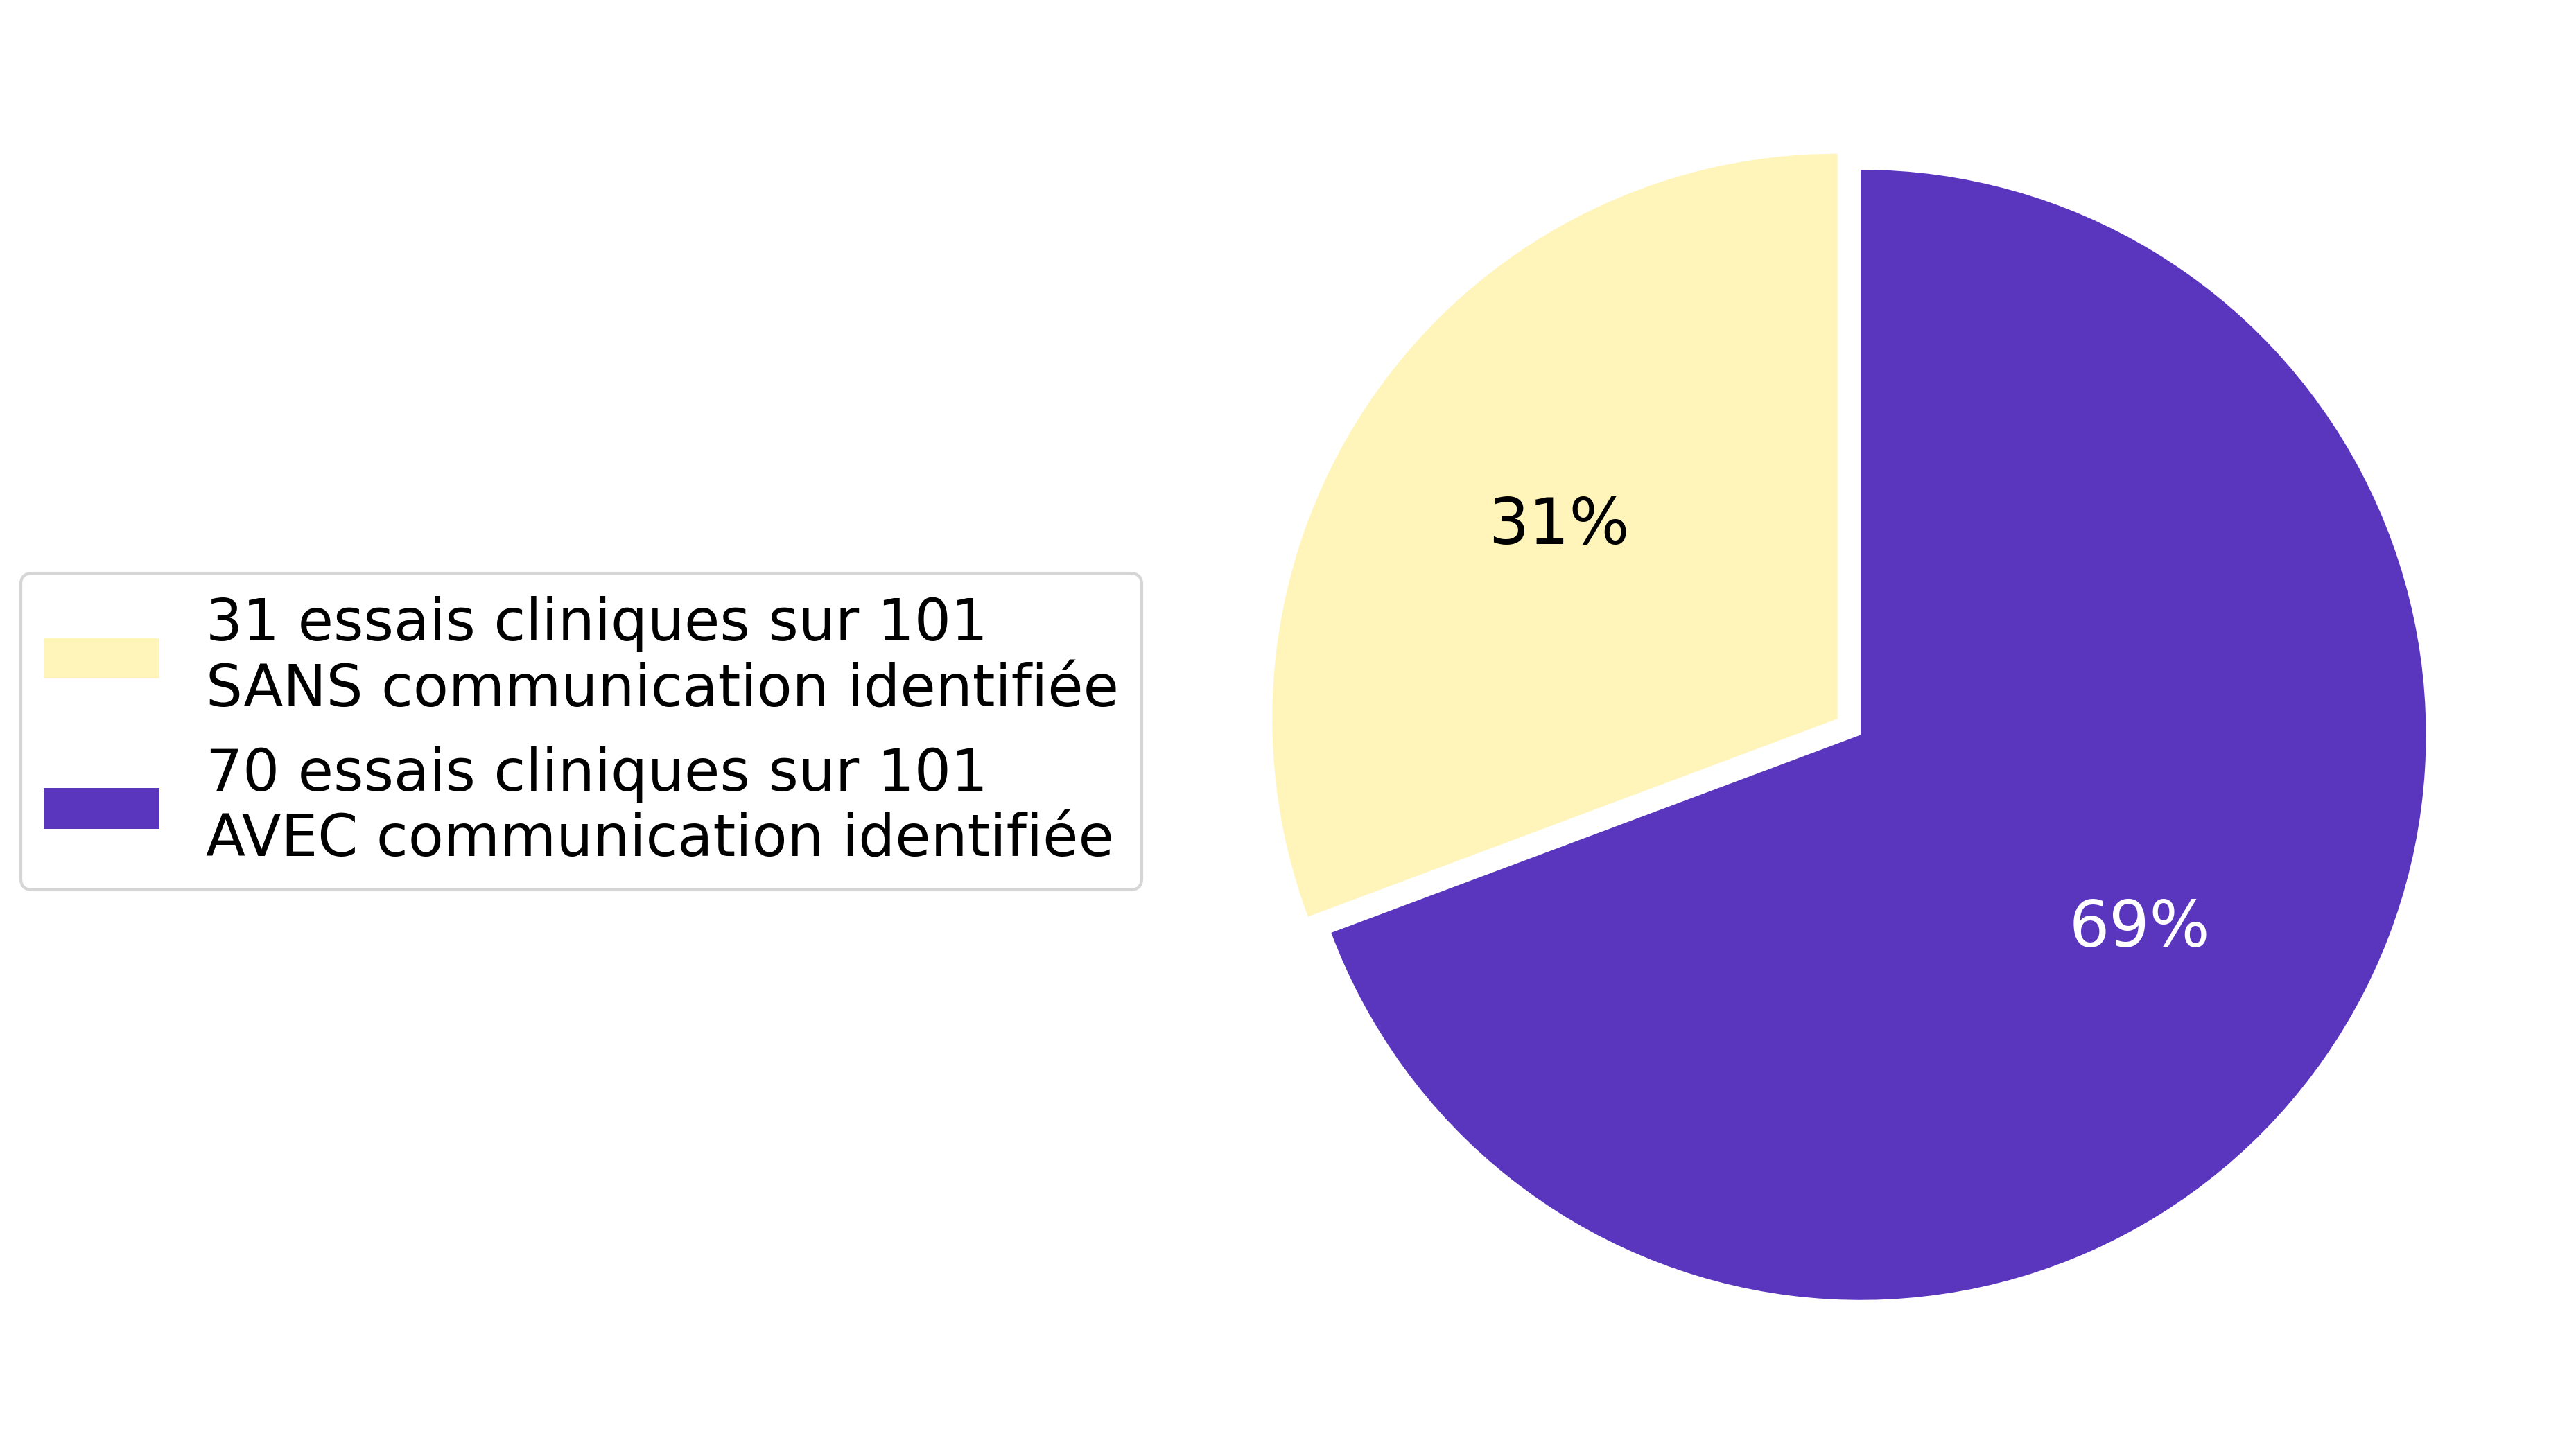 31 essais cliniques sur 101
SANS communication identifiée
70 essais cliniques sur 101
AVEC communication identifiée
31%
69%